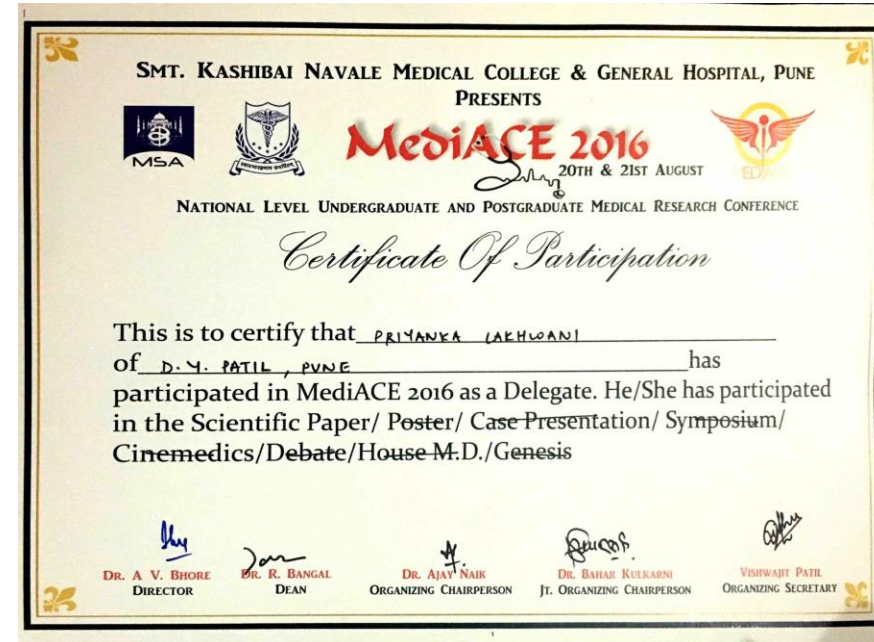 SMT. KASHIBAI NAVALE MEDICAL COLLEGE & GENERAL HOSPITAL, PUNE
PRESENTS
MSA
MediACE 2016
20TH & 21ST AUGUST
MEDIACE
NATIONAL LEVEL UNDERGRADUATE AND POSTGRADUATE MEDICAL RESEARCH CONFERENCE
Certificate Of Participation
This is to certify that PRIYANKA LAKHWANI
of D.Y. PATIL, PUNE has
participated in MediACE 2016 as a Delegate. He/She has participated
in the Scientific Paper/ Poster/ Case Presentation/ Symposium/
Cinemedics/Debate/House M.D./Genesis
DR. A V. BHORE
DIRECTOR
DR. R. BANGAL
DEAN
DR. AJAY NAIK
ORGANIZING CHAIRPERSON
DR. BAHAR KULKARNI
JT. ORGANIZING CHAIRPERSON
VISHWAJIT PATIL
ORGANIZING SECRETARY